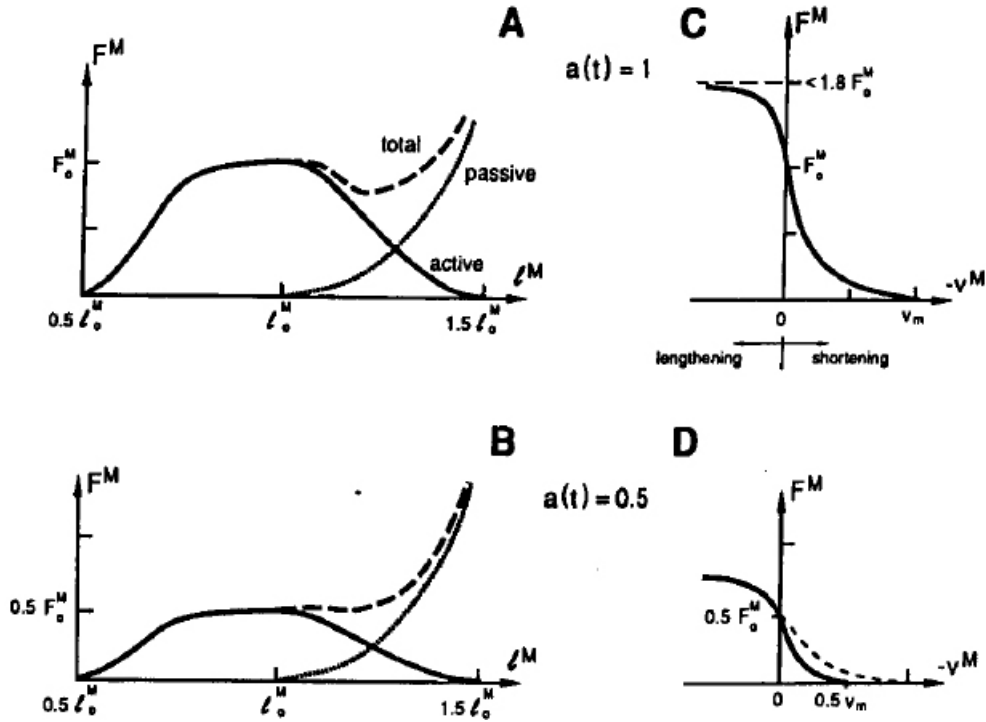 A
F^M
F_o^M
total
passive
active
ℓ^M
0.5 ℓ_o^M
ℓ_o^M
1.5 ℓ_o^M
a(t) = 1
C
F^M
<1.8 F_o^M
F_o^M
-v^M
0
v_m
lengthening
shortening
B
F^M
0.5 F_o^M
ℓ^M
0.5 ℓ_o^M
ℓ_o^M
1.5 ℓ_o^M
a(t) = 0.5
D
F^M
0.5 F_o^M
-v^M
0
0.5 v_m